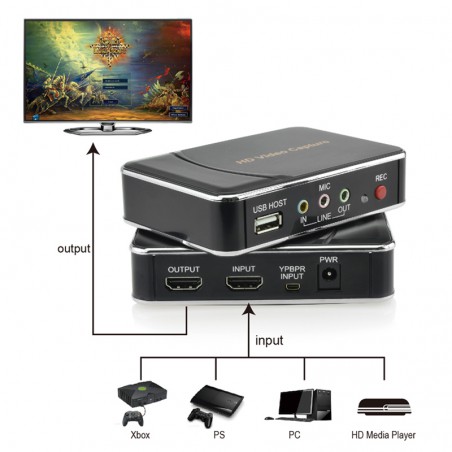 HD Video Capture
USB HOST
MIC
IN LINE OUT
REC
output
OUTPUT
INPUT
YPBPR
INPUT
PWR
input
Xbox
PS
PC
HD Media Player